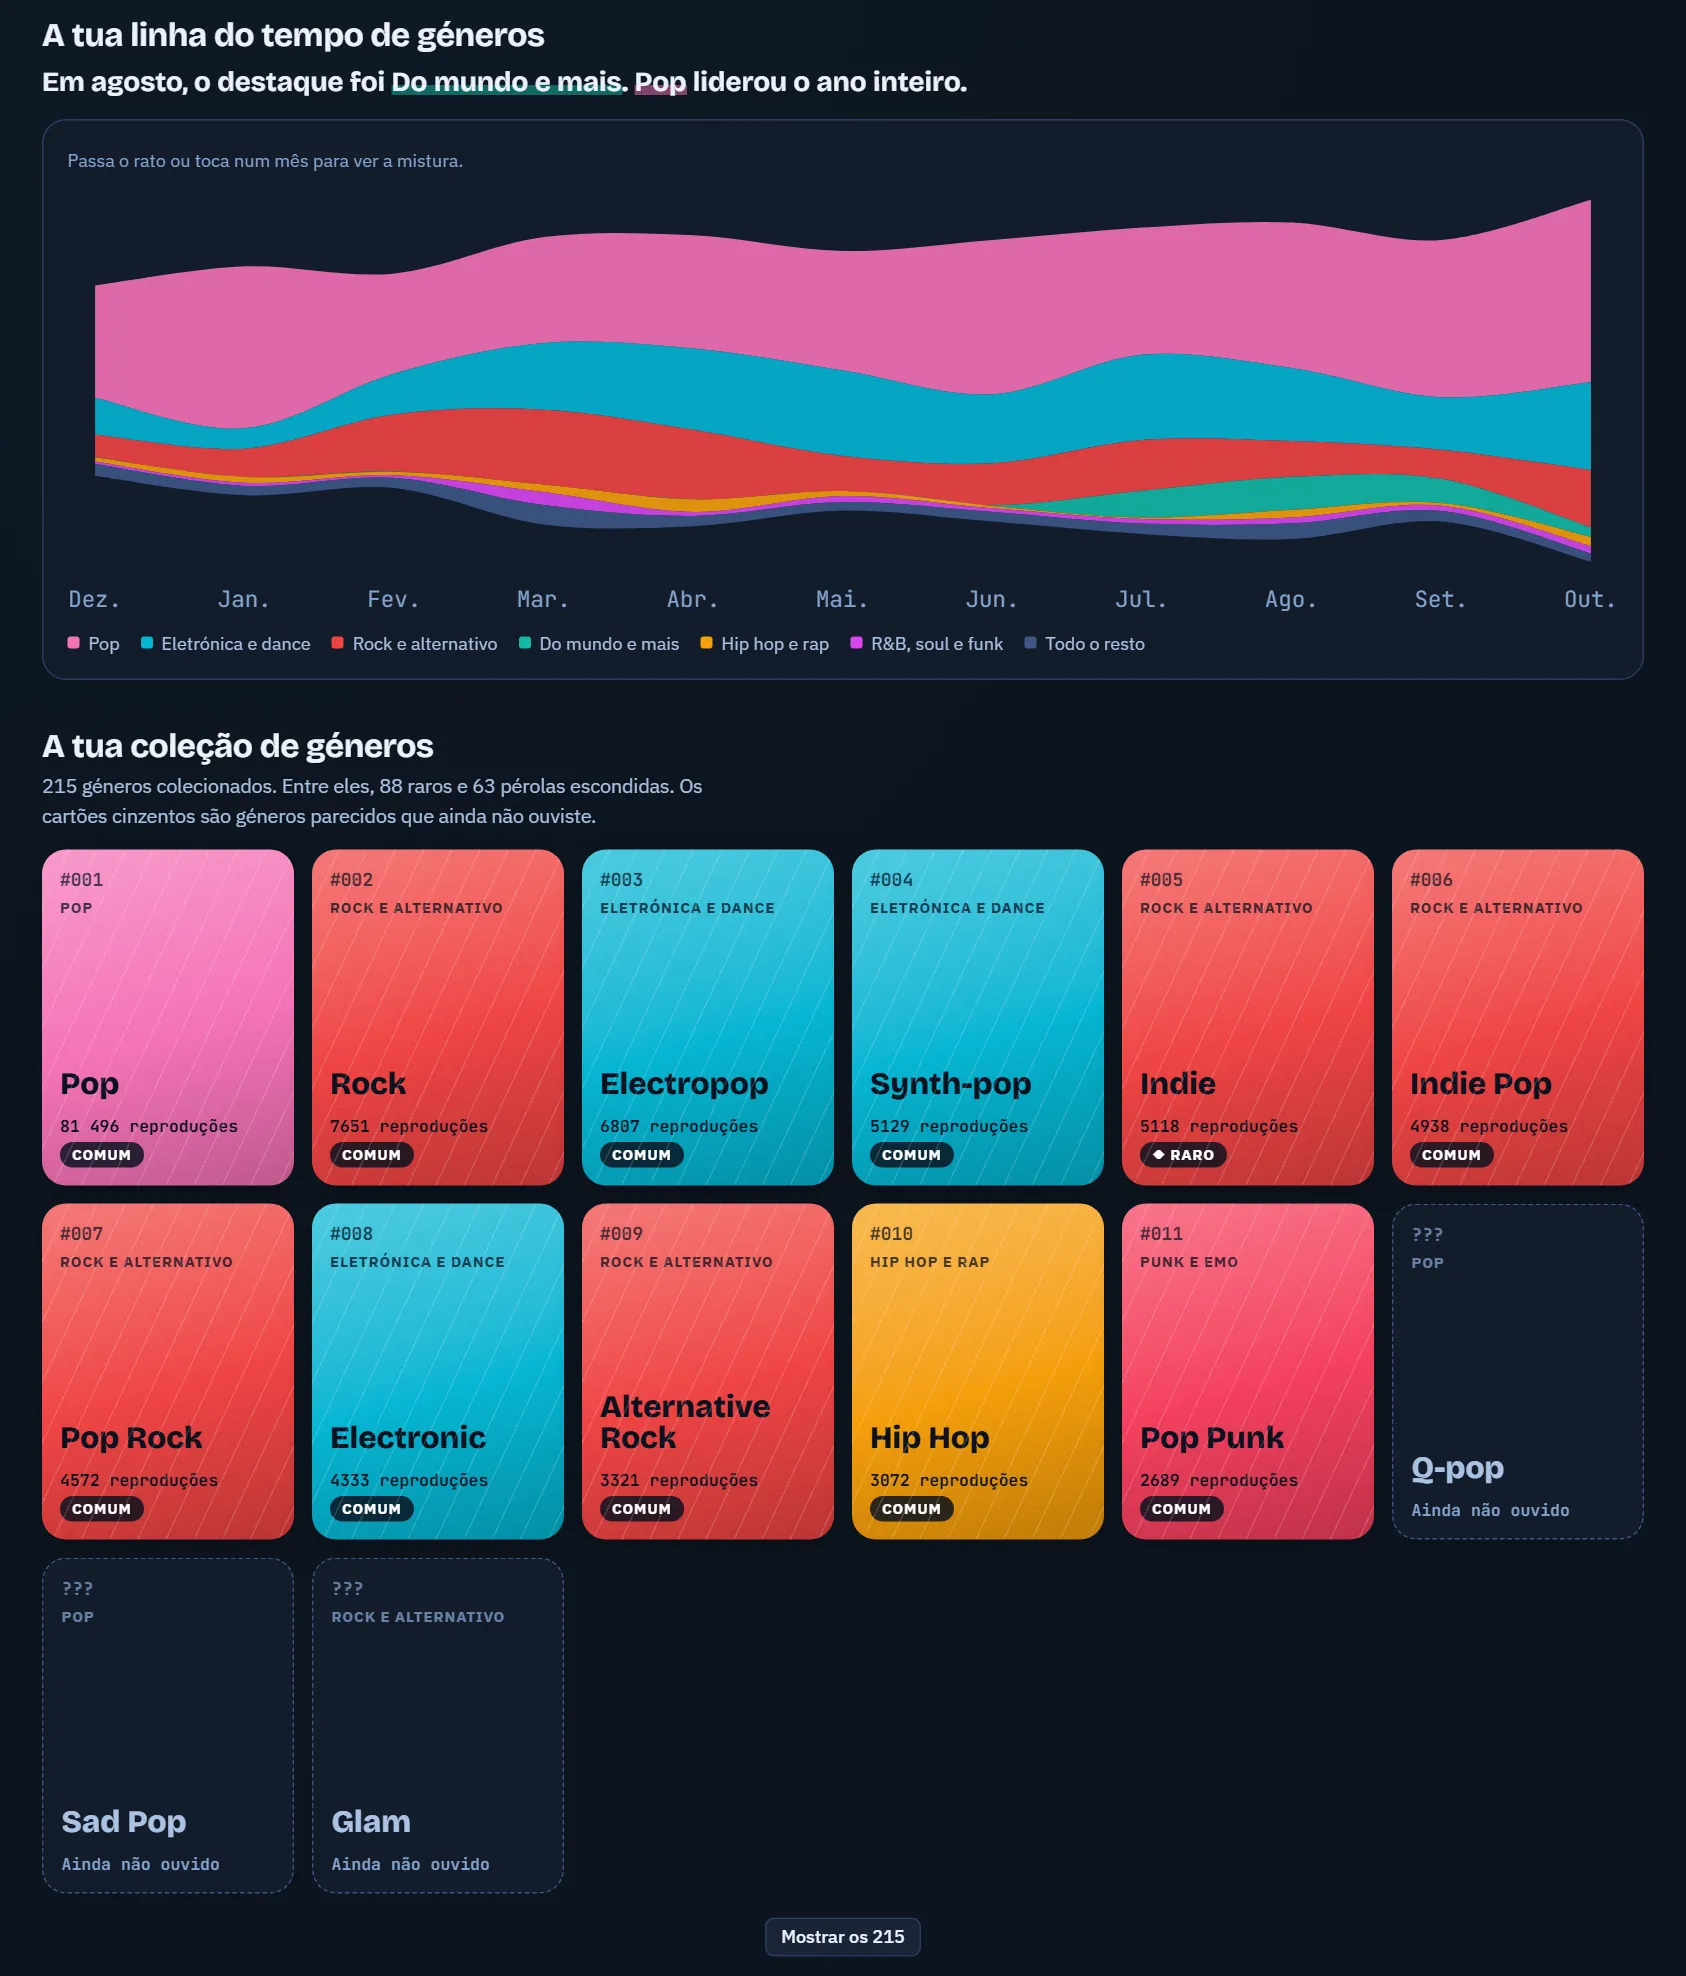 A tua linha do tempo de géneros
Em agosto, o destaque foi Do mundo e mais. Pop liderou o ano inteiro.
Passa o rato ou toca num mês para ver a mistura.
Dez. Jan. Fev. Mar. Abr. Mai. Jun. Jul. Ago. Set. Out.
Pop Eletrónica e dance Rock e alternativo Do mundo e mais Hip hop e rap R&B, soul e funk Todo o resto
A tua coleção de géneros
215 géneros colecionados. Entre eles, 88 raros e 63 pérolas escondidas. Os
cartões cinzentos são géneros parecidos que ainda não ouviste.
#001
POP
Pop
81 496 reproduções
COMUM
#002
ROCK E ALTERNATIVO
Rock
7651 reproduções
COMUM
#003
ELETRÓNICA E DANCE
Electropop
6807 reproduções
COMUM
#004
ELETRÓNICA E DANCE
Synth-pop
5129 reproduções
COMUM
#005
ROCK E ALTERNATIVO
Indie
5118 reproduções
RARO
#006
ROCK E ALTERNATIVO
Indie Pop
4938 reproduções
COMUM
#007
ROCK E ALTERNATIVO
Pop Rock
4572 reproduções
COMUM
#008
ELETRÓNICA E DANCE
Electronic
4333 reproduções
COMUM
#009
ROCK E ALTERNATIVO
Alternative
Rock
3321 reproduções
COMUM
#010
HIP HOP E RAP
Hip Hop
3072 reproduções
COMUM
#011
PUNK E EMO
Pop Punk
2689 reproduções
COMUM
???
POP
Q-pop
Ainda não ouvido
???
POP
Sad Pop
Ainda não ouvido
???
ROCK E ALTERNATIVO
Glam
Ainda não ouvido
Mostrar os 215